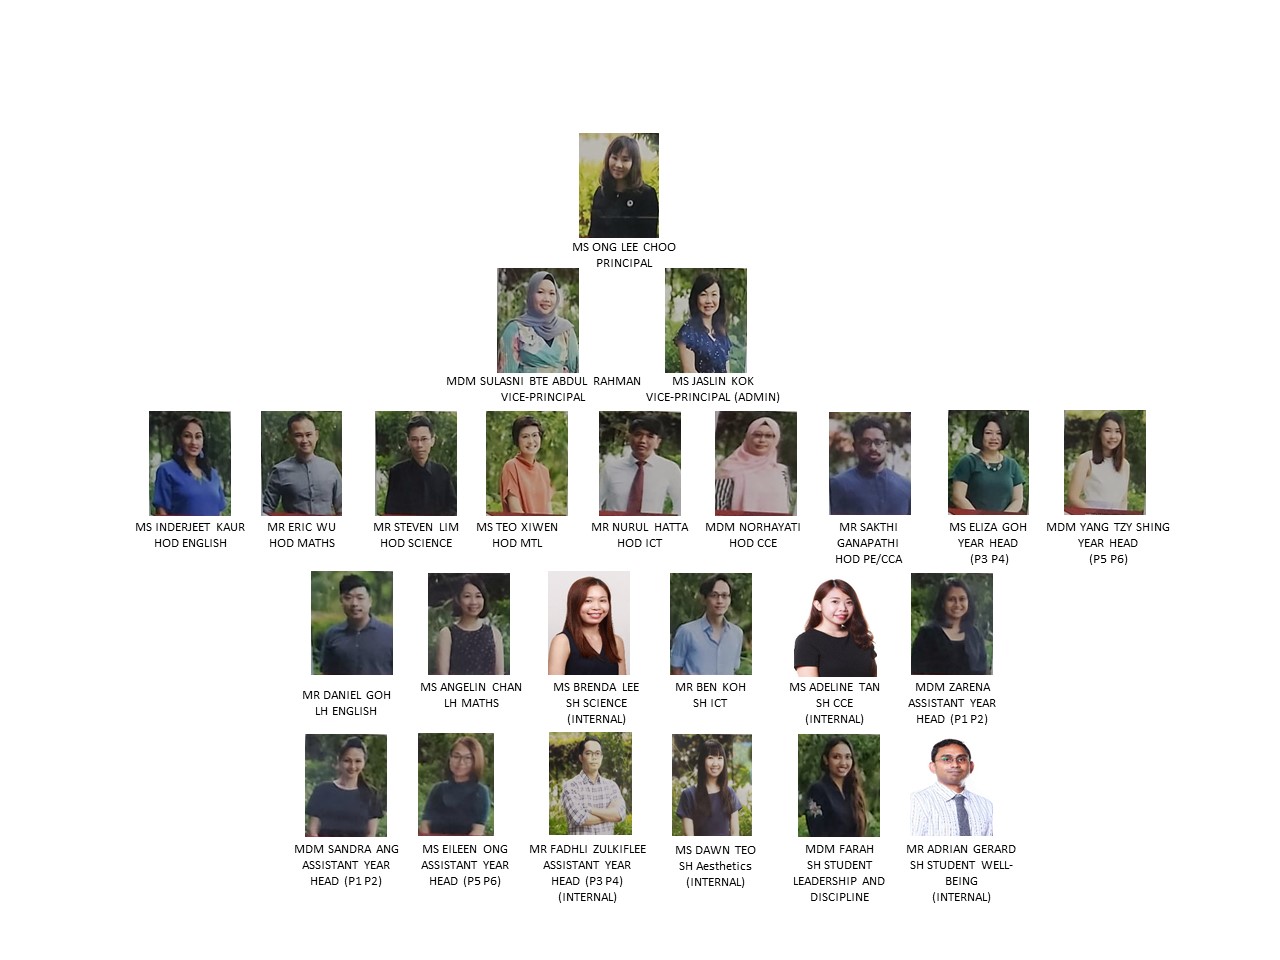 MS ONG LEE CHOO
PRINCIPAL
MDM SULASNI BTE ABDUL RAHMAN
VICE-PRINCIPAL
MS JASLIN KOK
VICE-PRINCIPAL (ADMIN)
MS INDERJEET KAUR
HOD ENGLISH
MR ERIC WU
HOD MATHS
MR STEVEN LIM
HOD SCIENCE
MS TEO XIWEN
HOD MTL
MR NURUL HATTA
HOD ICT
MDM NORHAYATI
HOD CCE
MR SAKTHI
GANAPATHI
HOD PE/CCA
MS ELIZA GOH
YEAR HEAD
(P3 P4)
MDM YANG TZY SHING
YEAR HEAD
(P5 P6)
MR DANIEL GOH
LH ENGLISH
MS ANGELIN CHAN
LH MATHS
MS BRENDA LEE
SH SCIENCE
(INTERNAL)
MR BEN KOH
SH ICT
MS ADELINE TAN
SH CCE
(INTERNAL)
MDM ZARENA
ASSISTANT YEAR
HEAD (P1 P2)
MDM SANDRA ANG
ASSISTANT YEAR
HEAD (P1 P2)
MS EILEEN ONG
ASSISTANT YEAR
HEAD (P5 P6)
MR FADHLI ZULKIFLEE
ASSISTANT YEAR
HEAD (P3 P4)
(INTERNAL)
MS DAWN TEO
SH Aesthetics
(INTERNAL)
MDM FARAH
SH STUDENT
LEADERSHIP AND
DISCIPLINE
MR ADRIAN GERARD
SH STUDENT WELL-
BEING
(INTERNAL)